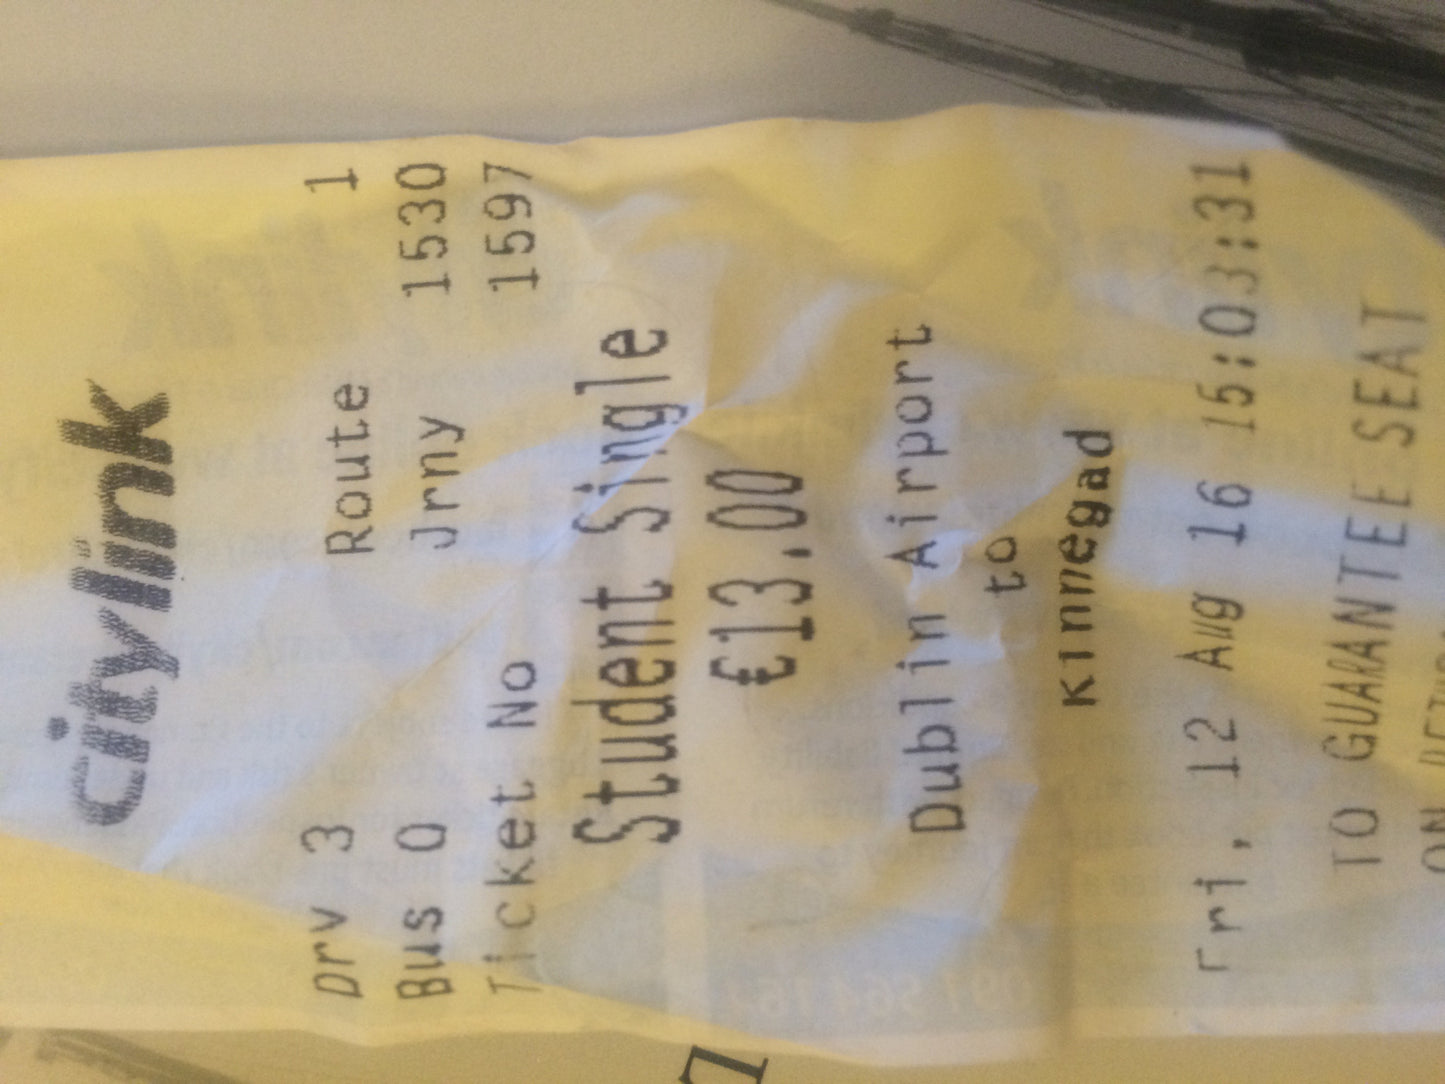 citylink
Drv 3 Route 1
Bus 0 Jrny 1530
Ticket No 1597
Student Single
€13.00
Dublin Airport
to
Kinnegad
Fri, 12 Aug 16 15:03:31
TO GUARANTEE SEAT
ON